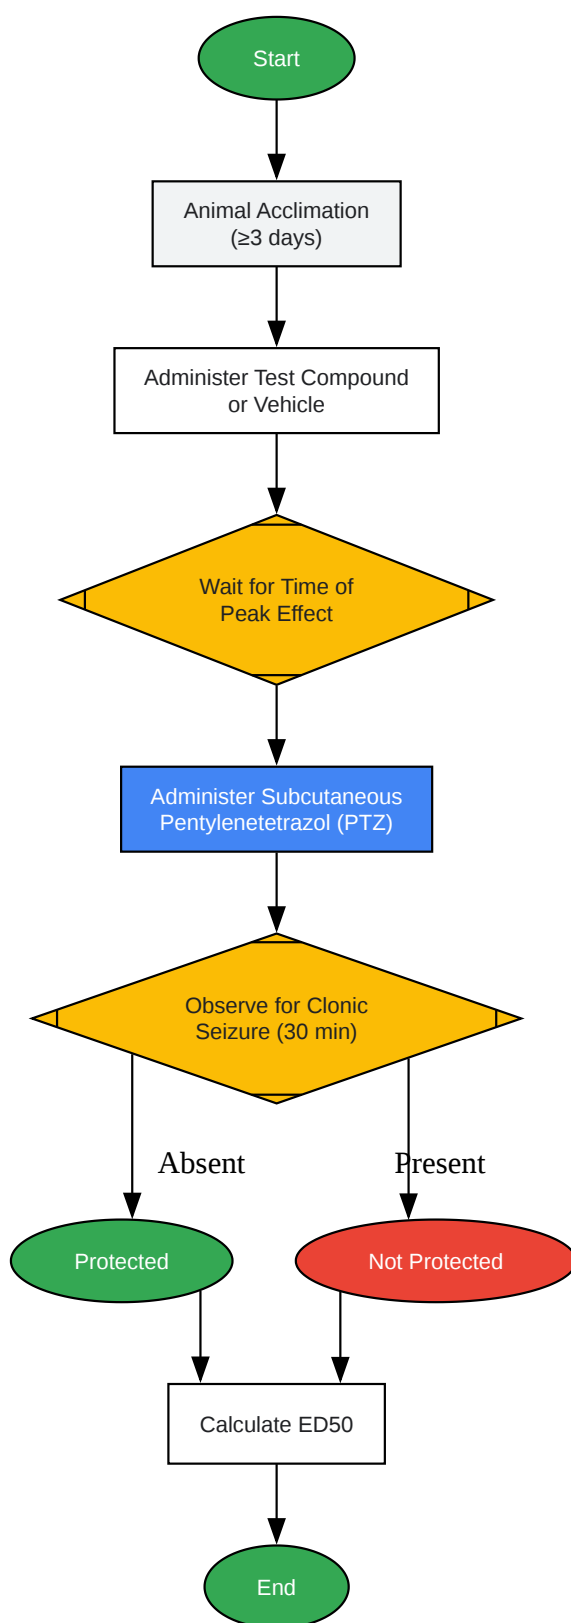 Start
Animal Acclimation
(≥3 days)
Administer Test Compound
or Vehicle
Wait for Time of
Peak Effect
Administer Subcutaneous
Pentylenetetrazol (PTZ)
Observe for Clonic
Seizure (30 min)
Absent
Present
Protected
Not Protected
Calculate ED50
End